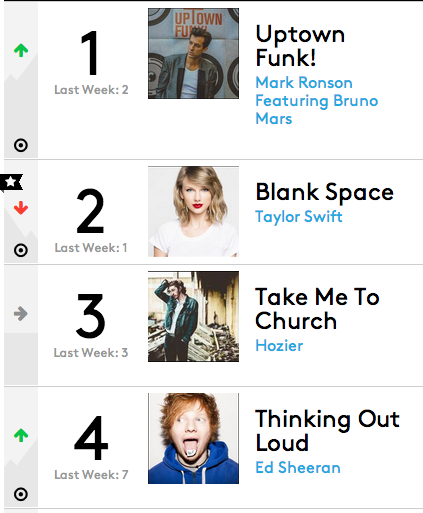 1
Last Week: 2
UPTOWN
FUNK!
Uptown
Funk!
Mark Ronson
Featuring Bruno
Mars
2
Last Week: 1
Blank Space
Taylor Swift
3
Last Week: 3
Take Me To
Church
Hozier
4
Last Week: 7
Thinking Out
Loud
Ed Sheeran